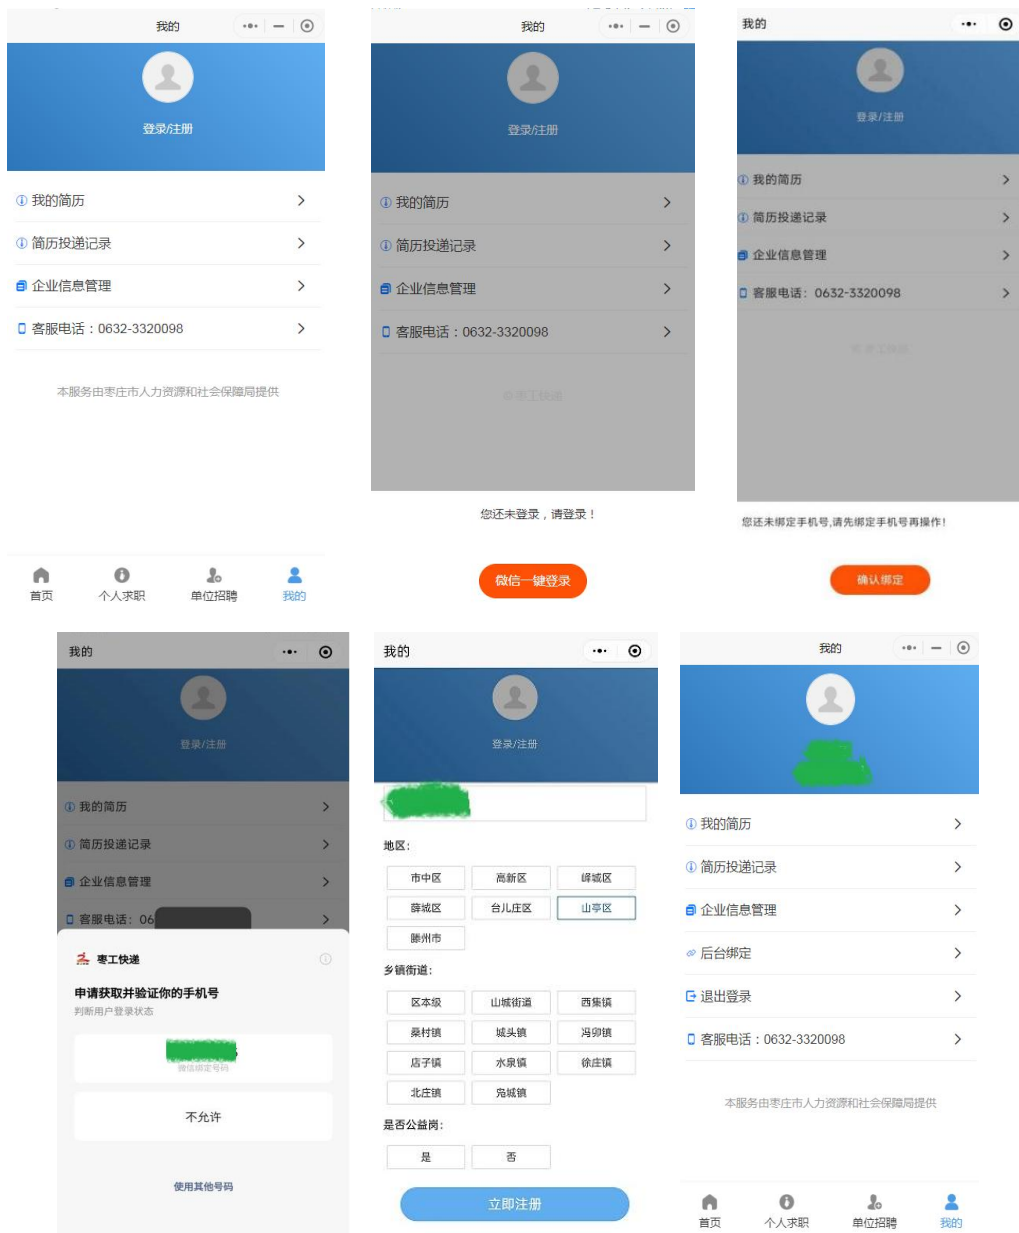 我的
登录/注册
我的简历
简历投递记录
企业信息管理
客服电话：0632-3320098
本服务由枣庄市人力资源和社会保障局提供
首页
个人求职
单位招聘
我的
我的
登录/注册
我的简历
简历投递记录
企业信息管理
客服电话：0632-3320098
您还未登录，请登录！
微信一键登录
我的
登录/注册
我的简历
简历投递记录
企业信息管理
客服电话：0632-3320098
您还未绑定手机号,请先绑定手机号再操作!
确认绑定
我的
登录/注册
我的简历
简历投递记录
企业信息管理
客服电话：06
枣工快递
申请获取并验证你的手机号
判断用户登录状态
微信绑定号码
不允许
使用其他号码
我的
登录/注册
地区：
市中区 高新区 峄城区
薛城区 台儿庄区 山亭区
滕州市
乡镇街道：
区本级 山城街道 西集镇
桑村镇 城头镇 冯卯镇
店子镇 水泉镇 徐庄镇
北庄镇 凫城镇
是否公益岗：
是 否
立即注册
我的
我的简历
简历投递记录
企业信息管理
后台绑定
退出登录
客服电话：0632-3320098
本服务由枣庄市人力资源和社会保障局提供
首页
个人求职
单位招聘
我的